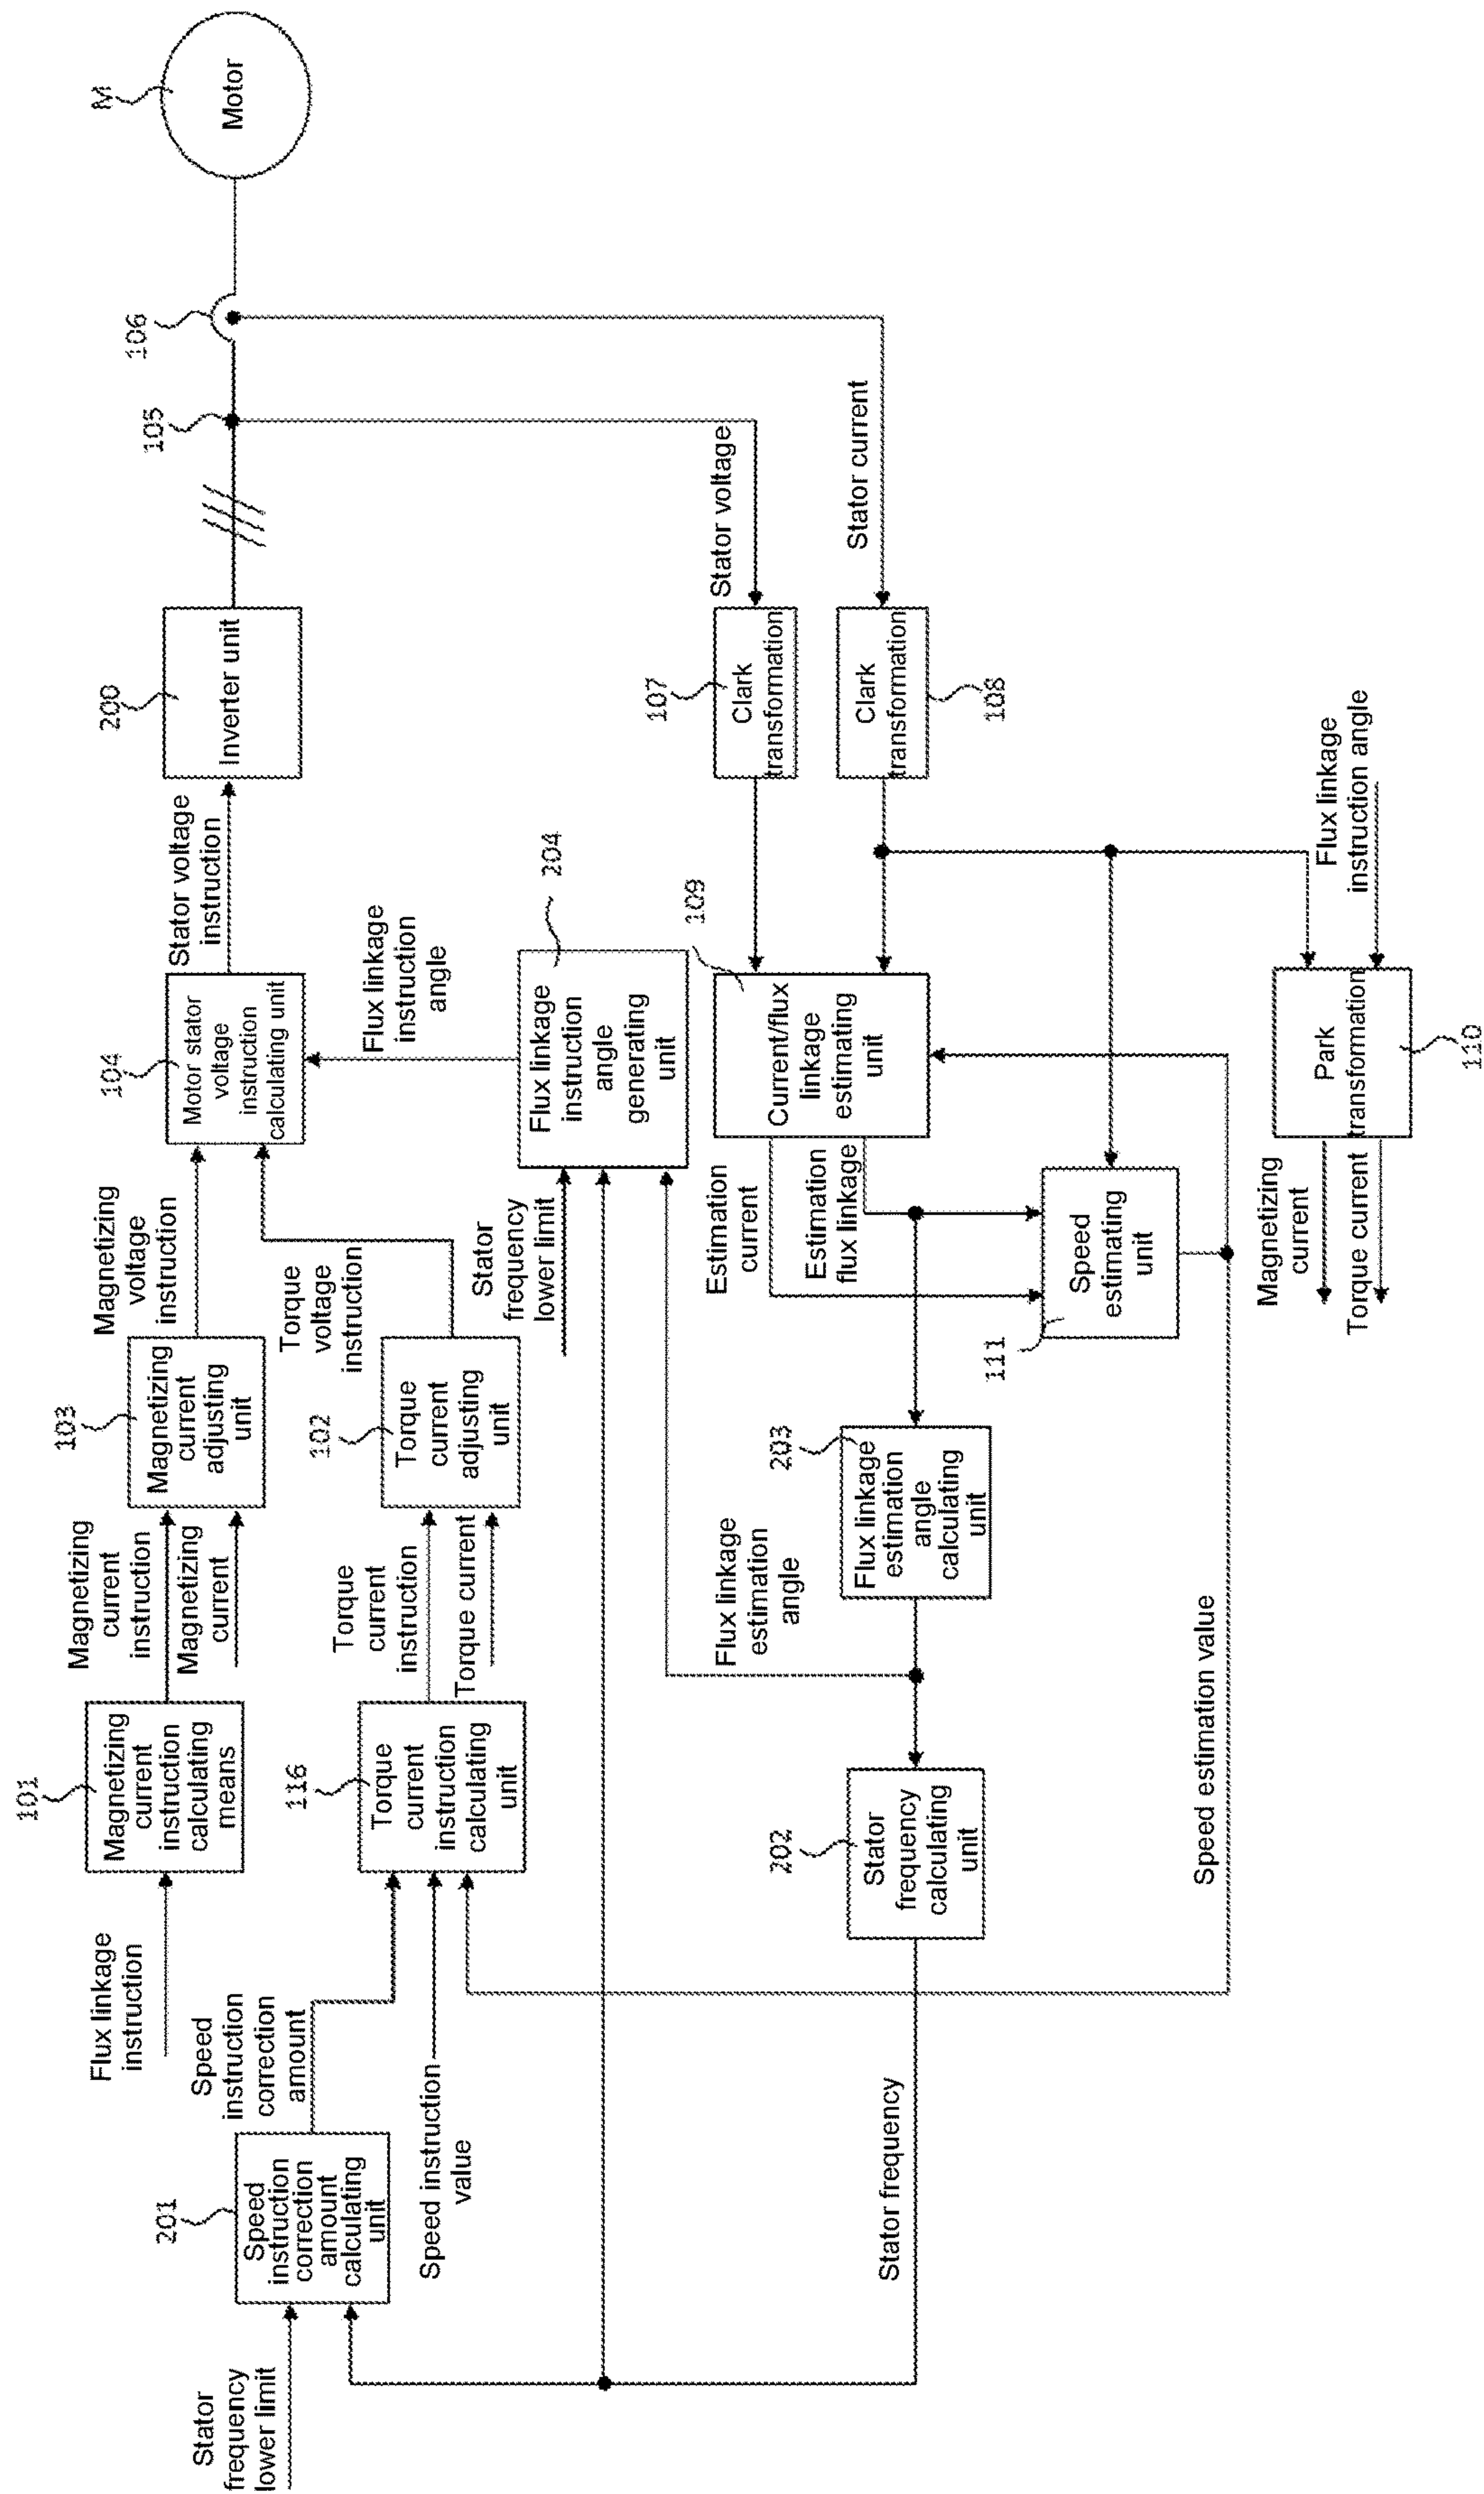 Stator
frequency
lower limit
201
Speed
instruction
correction
amount
calculating
unit
Speed
instruction
correction
amount
Speed instruction
value
Flux linkage
instruction
101
Magnetizing
current
instruction
calculating
means
116
Torque
current
instruction
calculating
unit
Magnetizing
current
instruction
Magnetizing
current
Torque
current
instruction
Torque current
103
Magnetizing
current
adjusting
unit
102
Torque
current
adjusting
unit
Magnetizing
voltage
instruction
Torque
voltage
instruction
Stator
frequency
lower limit
104
Motor stator
voltage
instruction
calculating unit
Flux linkage
instruction
angle
204
Flux linkage
instruction
angle
generating
unit
Stator voltage
instruction
200
Inverter unit
105
106
M
Motor
Stator voltage
Stator current
107
Clark
transformation
108
Clark
transformation
109
Current/flux
linkage
estimating
unit
Estimation
current
Estimation
flux linkage
111
Speed
estimating
unit
Flux linkage
instruction angle
110
Park
transformation
Magnetizing
current
Torque current
203
Flux linkage
estimation
angle
calculating
unit
Flux linkage
estimation
angle
202
Stator
frequency
calculating
unit
Stator frequency
Speed estimation value